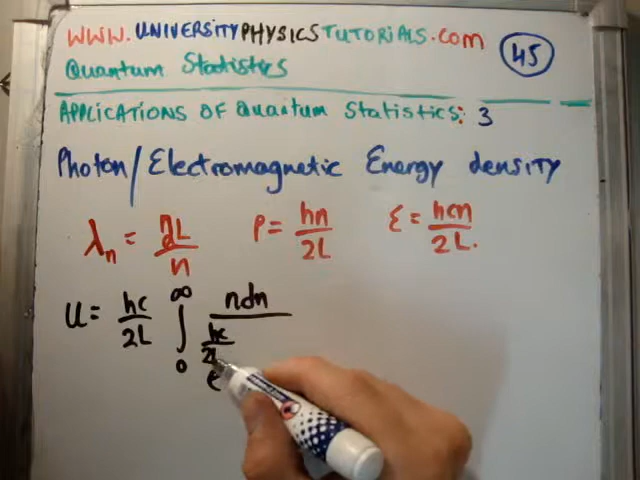 WWW.UNIVERSITYPHYSICSTUTORIALS.COM
45
Quantum Statistics
APPLICATIONS OF Quantum Statistics: 3
Photon/Electromagnetic Energy density
λₙ = 2L/n P = hn/2L ε = hcn/2L.
U = hc/2L ∫₀^∞ ndn
hc
e